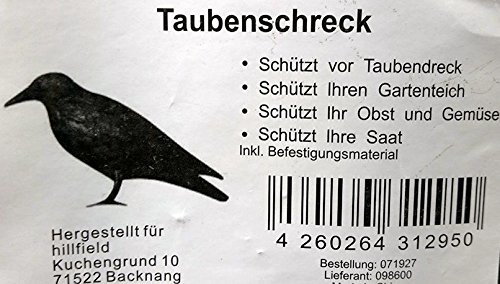 Taubenschreck
• Schützt vor Taubendreck
• Schützt Ihren Gartenteich
• Schützt Ihr Obst und Gemüse
• Schützt Ihre Saat
Inkl. Befestigungsmaterial
Hergestellt für
hillfield
Kuchengrund 10
71522 Backnang
4 260264 312950
Bestellung: 071927
Lieferant: 098600